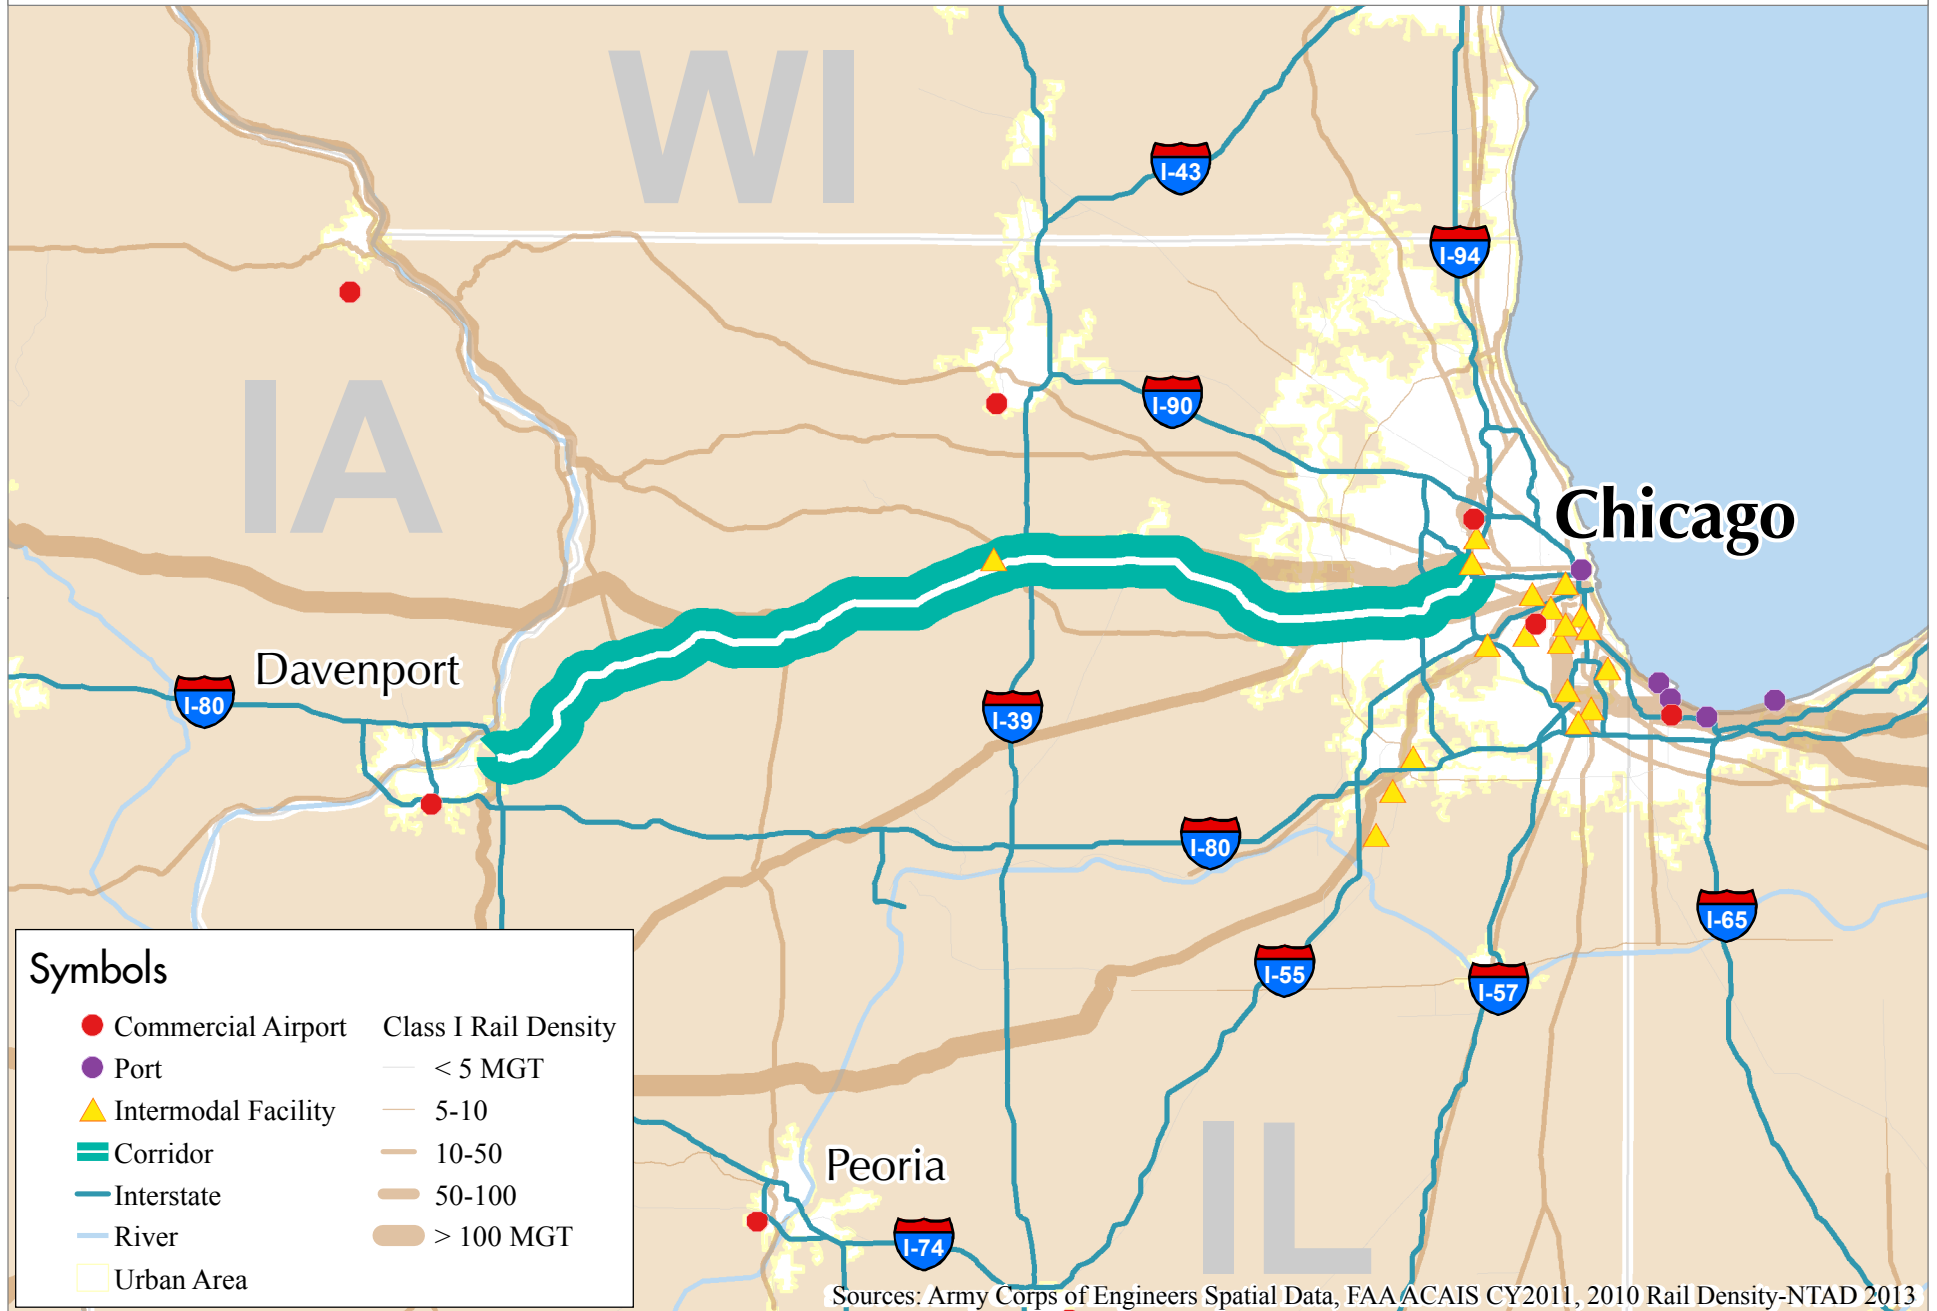 WI
I-43
I-94
IA
I-90
Chicago
Davenport
I-80
I-39
I-80
I-65
I-55
I-57
Peoria
I-74
IL
Symbols
Commercial Airport
Port
Intermodal Facility
Corridor
Interstate
River
Urban Area
Class I Rail Density
< 5 MGT
5-10
10-50
50-100
> 100 MGT
Sources: Army Corps of Engineers Spatial Data, FAA ACAIS CY2011, 2010 Rail Density-NTAD 2013